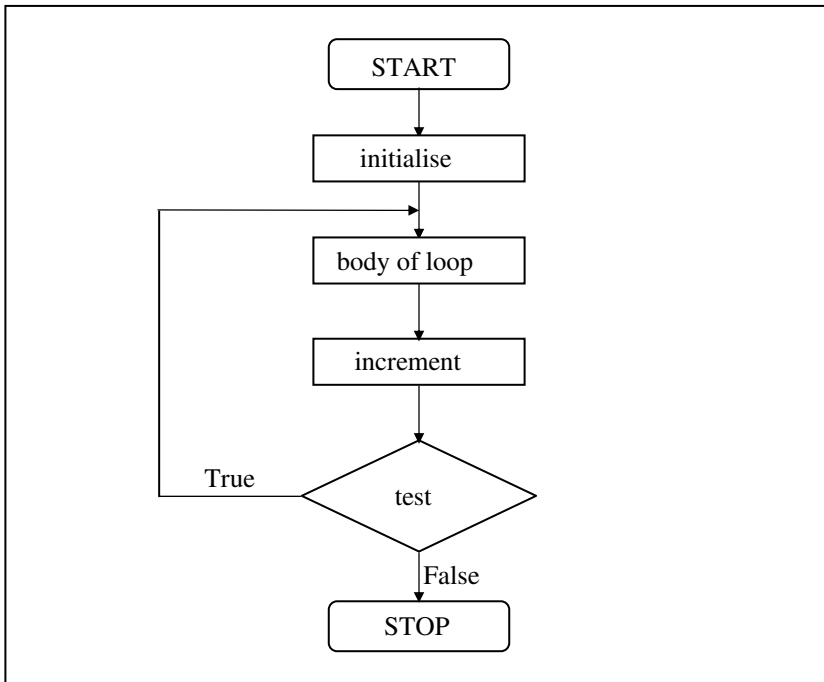 START
initialise
body of loop
increment
True
test
False
STOP